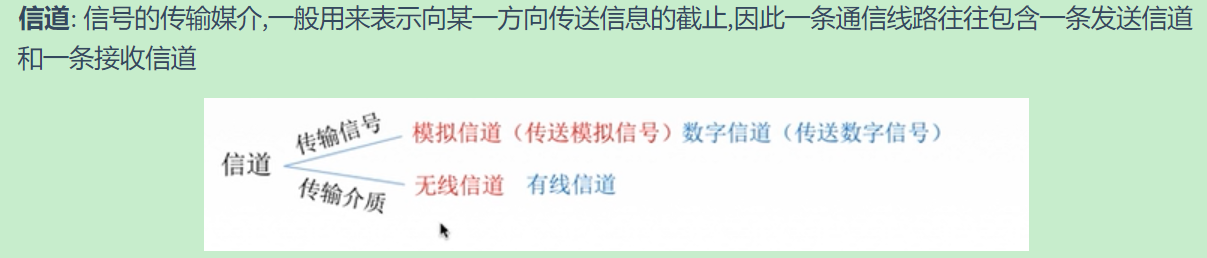 信道: 信号的传输媒介,一般用来表示向某一方向传送信息的截止,因此一条通信线路往往包含一条发送信道
和一条接收信道
传输信号
模拟信道（传送模拟信号）数字信道（传送数字信号）
信道
传输介质
无线信道 有线信道